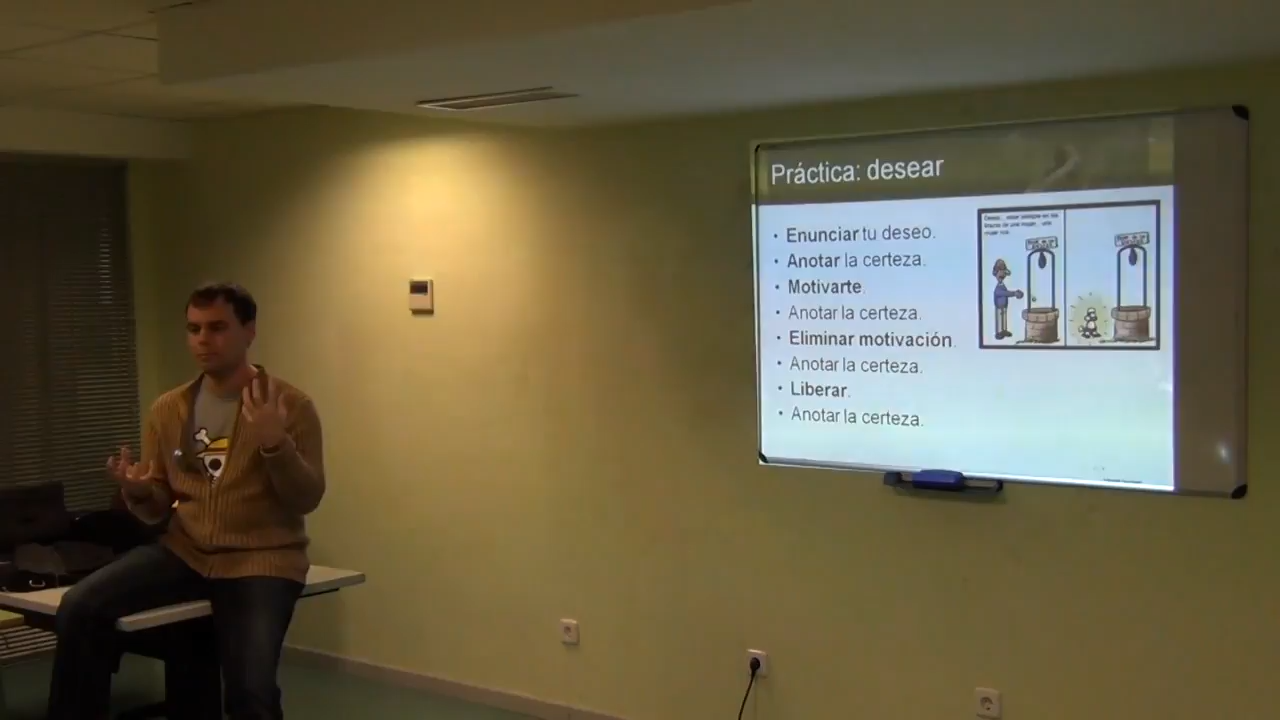 Práctica: desear
• Enunciar tu deseo.
• Anotar la certeza.
• Motivarte.
• Anotar la certeza.
• Eliminar motivación.
• Anotar la certeza.
• Liberar.
• Anotar la certeza.